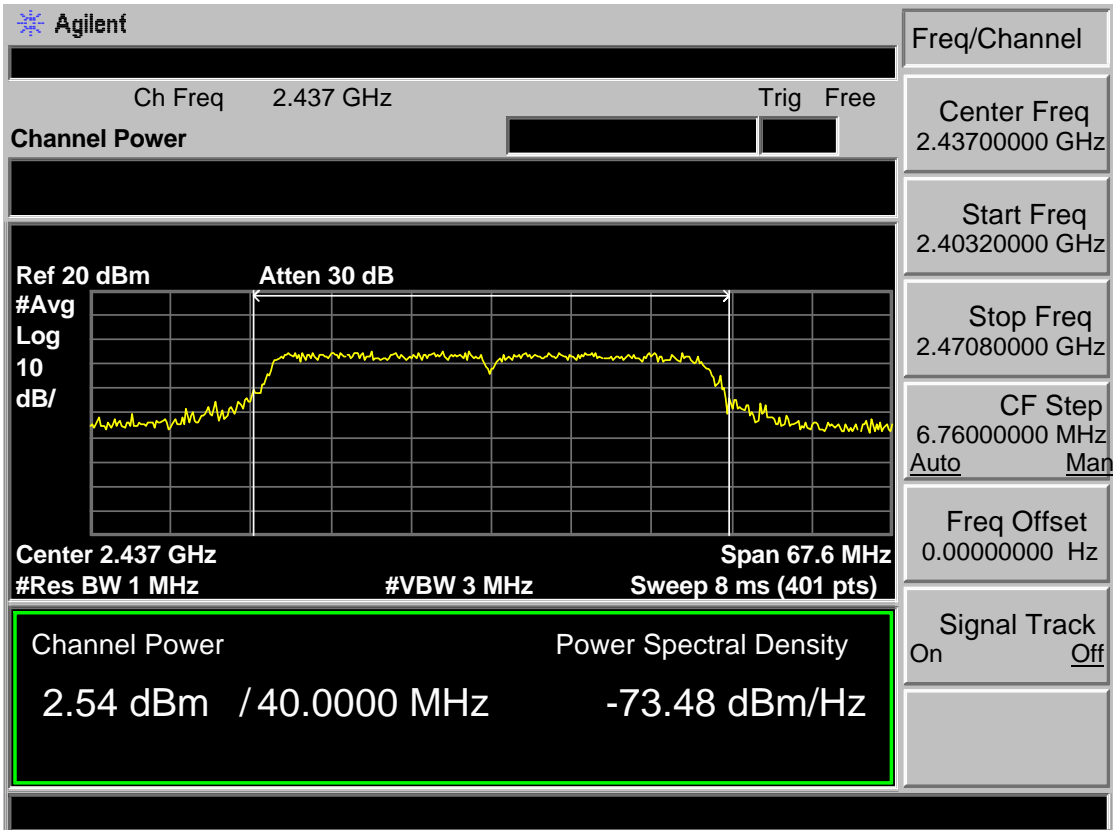 Agilent
Freq/Channel
Ch Freq 2.437 GHz Trig Free
Channel Power
Center Freq
2.43700000 GHz
Start Freq
2.40320000 GHz
Stop Freq
2.47080000 GHz
CF Step
6.76000000 MHz
Auto Man
Freq Offset
0.00000000 Hz
Signal Track
On Off
Ref 20 dBm Atten 30 dB
#Avg
Log
10
dB/
Center 2.437 GHz Span 67.6 MHz
#Res BW 1 MHz #VBW 3 MHz Sweep 8 ms (401 pts)
Channel Power Power Spectral Density
2.54 dBm / 40.0000 MHz -73.48 dBm/Hz